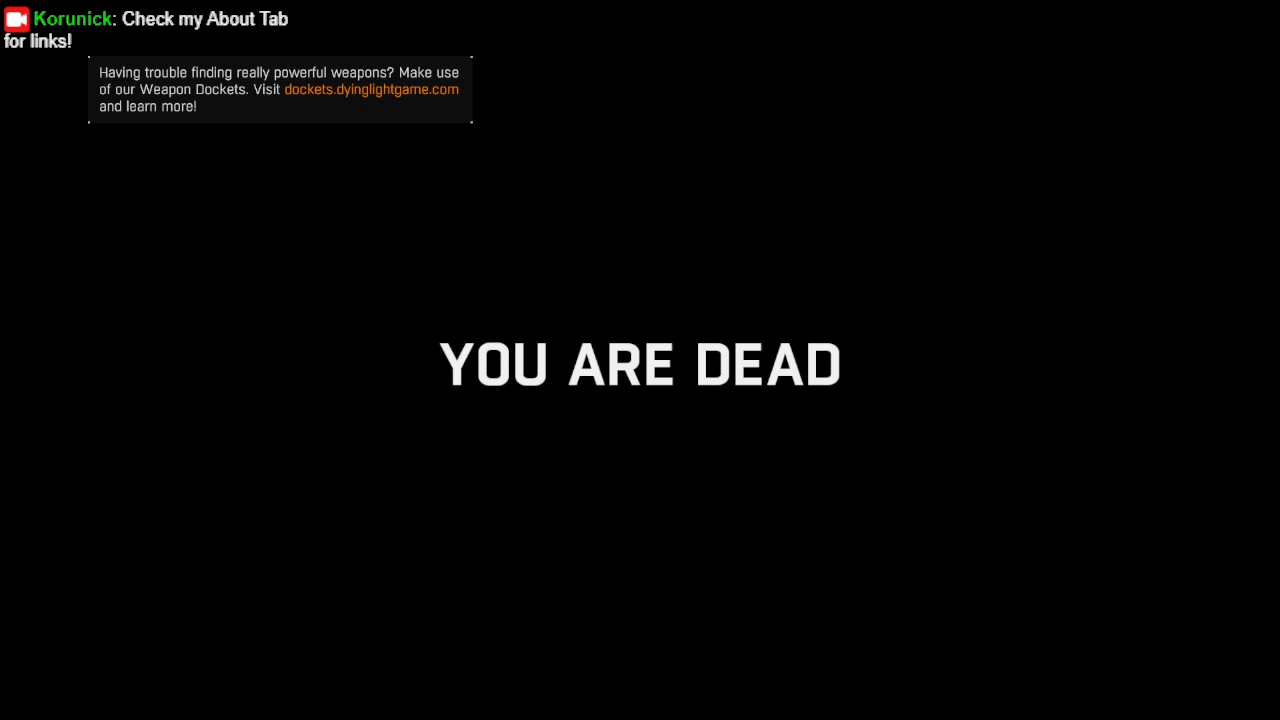 Korunick: Check my About Tab
for links!
Having trouble finding really powerful weapons? Make use
of our Weapon Dockets. Visit dockets.dyinglightgame.com
and learn more!
YOU ARE DEAD